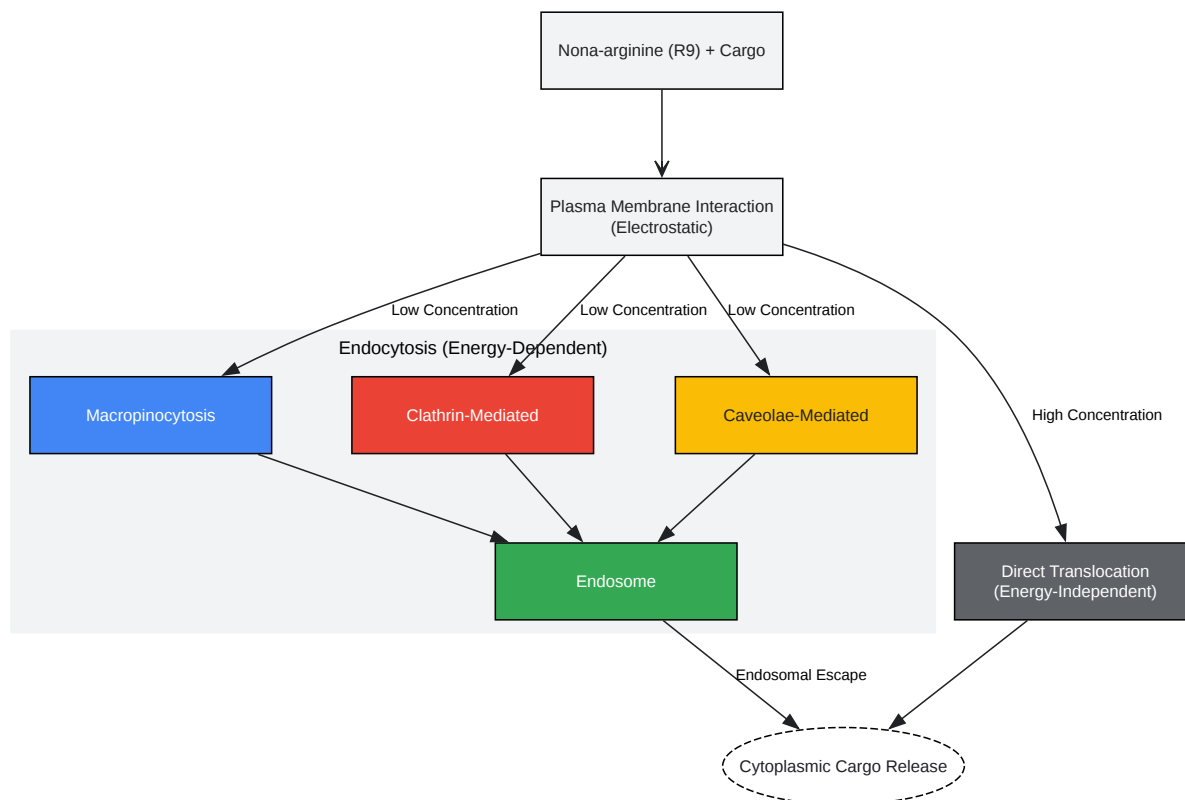 Nona-arginine (R9) + Cargo
Plasma Membrane Interaction
(Electrostatic)
Low Concentration
Low Concentration
Low Concentration
Endocytosis (Energy-Dependent)
Macropinocytosis
Clathrin-Mediated
Caveolae-Mediated
High Concentration
Endosome
Direct Translocation
(Energy-Independent)
Endosomal Escape
Cytoplasmic Cargo Release